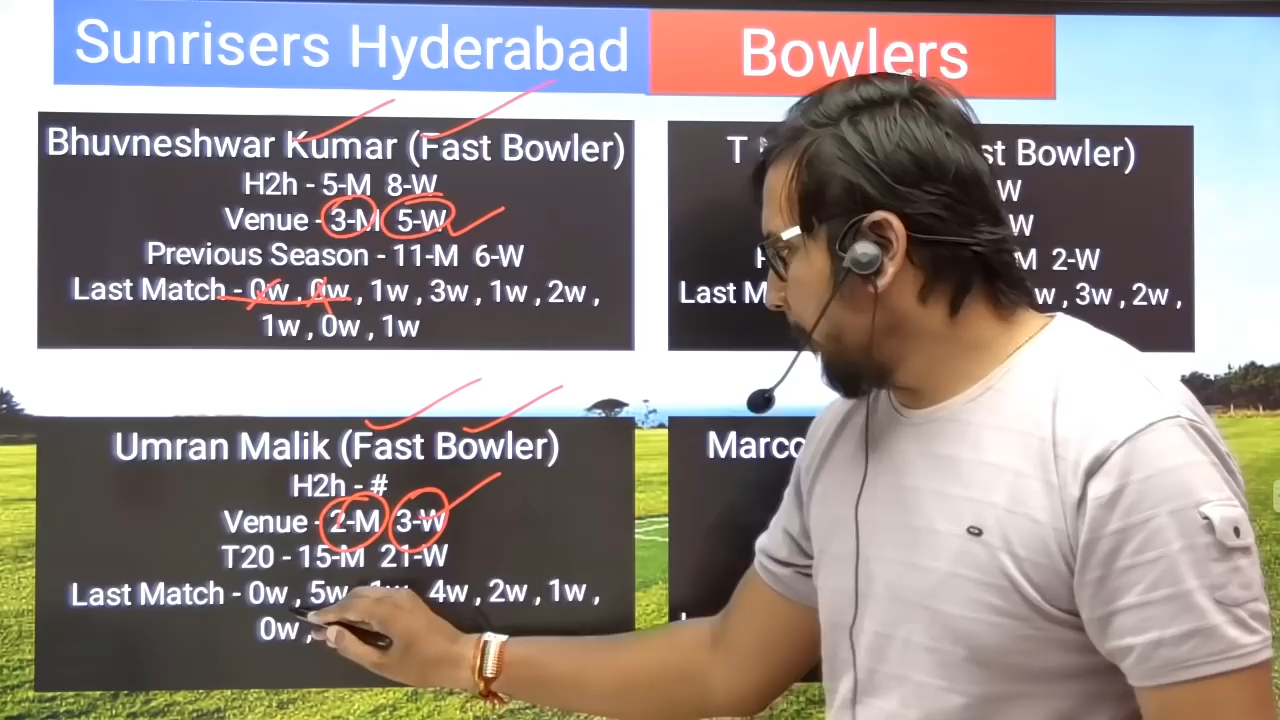 Sunrisers Hyderabad
Bowlers
Bhuvneshwar Kumar (Fast Bowler)
H2h - 5-M 8-W
Venue - 3-M 5-W
Previous Season - 11-M 6-W
Last Match - 0w , 0w , 1w , 3w , 1w , 2w ,
1w , 0w , 1w
T st Bowler)
W
W
M 2-W
Last M w , 3w , 2w ,
Umran Malik (Fast Bowler)
H2h - #
Venue - 2-M 3-W
T20 - 15-M 21-W
Last Match - 0w , 5w 1w 4w , 2w , 1w ,
0w ,
Marco